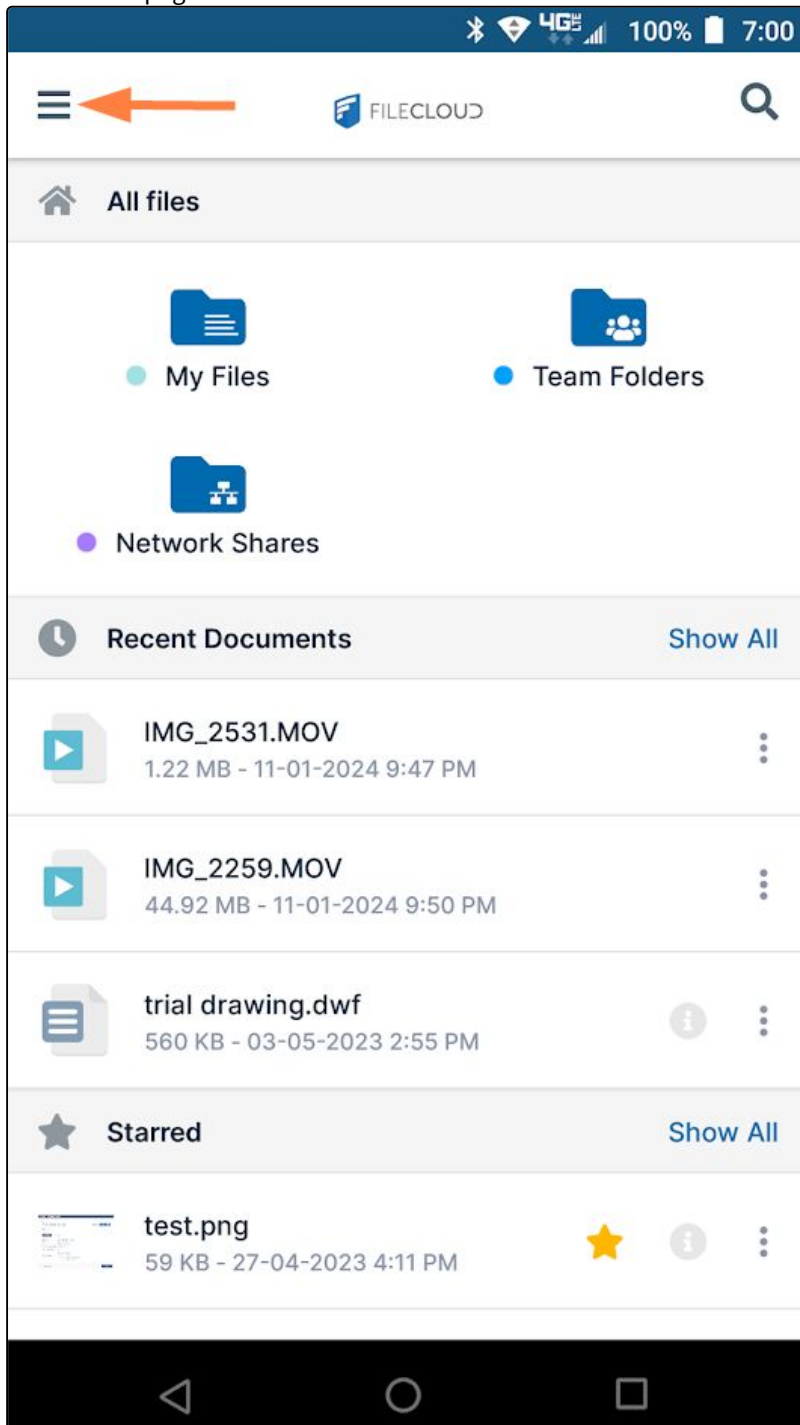 4G LTE 100% 7:00
FILECLOUD
All files
My Files Team Folders
Network Shares
Recent Documents Show All
IMG_2531.MOV
1.22 MB - 11-01-2024 9:47 PM
IMG_2259.MOV
44.92 MB - 11-01-2024 9:50 PM
trial drawing.dwf
560 KB - 03-05-2023 2:55 PM
Starred Show All
test.png
59 KB - 27-04-2023 4:11 PM